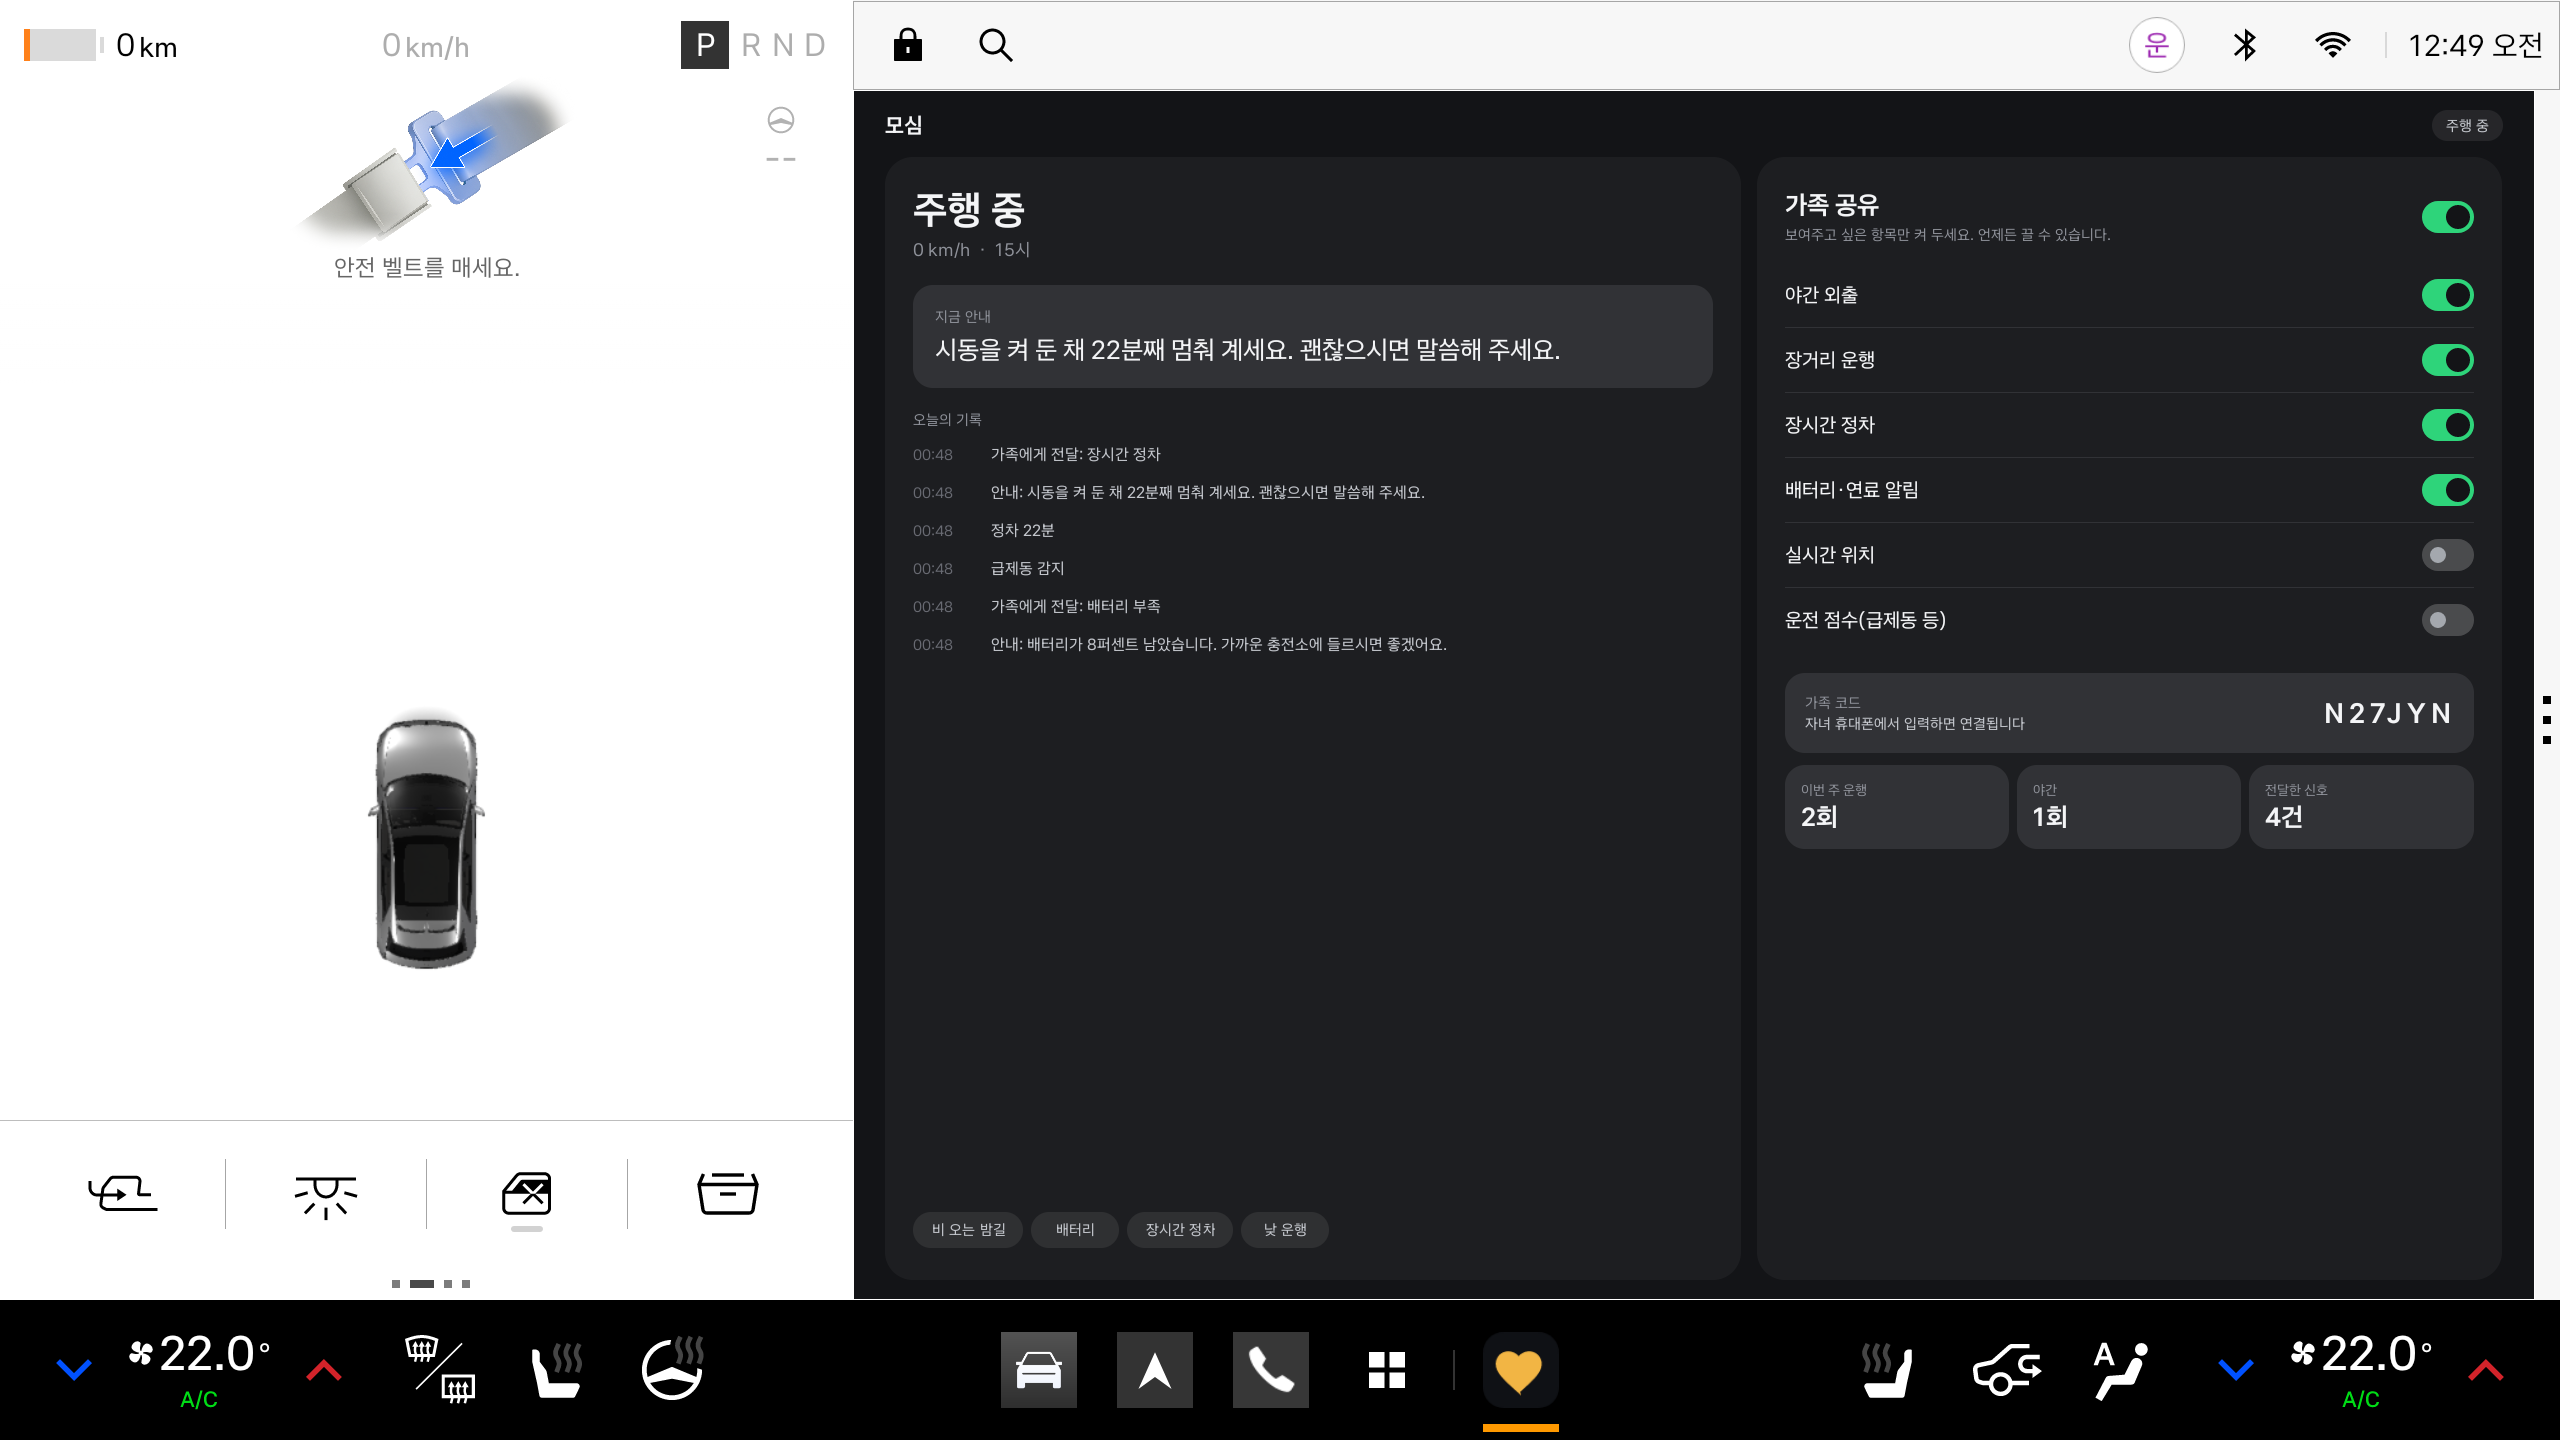 0 km
0 km/h
P R N D
운
12:49 오전
안전 벨트를 매세요.
모심
주행 중
주행 중
0 km/h · 15시
지금 안내
시동을 켜 둔 채 22분째 멈춰 계세요. 괜찮으시면 말씀해 주세요.
오늘의 기록
00:48 가족에게 전달: 장시간 정차
00:48 안내: 시동을 켜 둔 채 22분째 멈춰 계세요. 괜찮으시면 말씀해 주세요.
00:48 정차 22분
00:48 급제동 감지
00:48 가족에게 전달: 배터리 부족
00:48 안내: 배터리가 8퍼센트 남았습니다. 가까운 충전소에 들르시면 좋겠어요.
비 오는 밤길
배터리
장시간 정차
낮 운행
가족 공유
보여주고 싶은 항목만 켜 두세요. 언제든 끌 수 있습니다.
야간 외출
장거리 운행
장시간 정차
배터리·연료 알림
실시간 위치
운전 점수(급제동 등)
가족 코드
자녀 휴대폰에서 입력하면 연결됩니다
N27JYN
이번 주 운행
2회
야간
1회
전달한 신호
4건
22.0°
A/C
A
22.0°
A/C